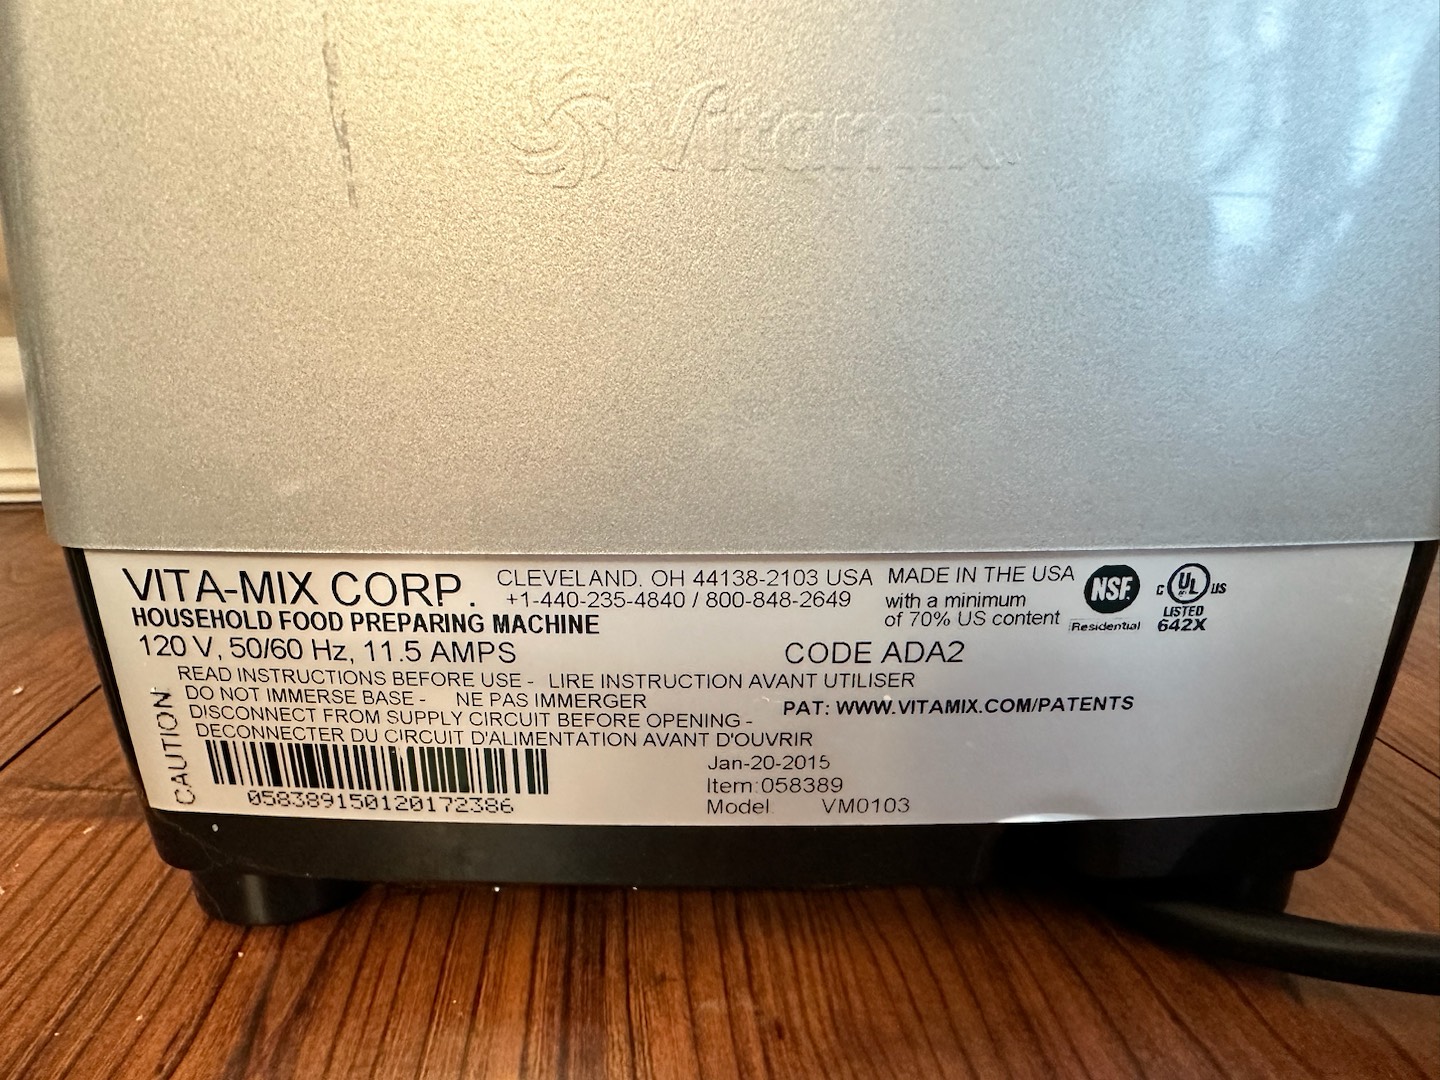 Vitamix
VITA-MIX CORP.
CLEVELAND, OH 44138-2103 USA
+1-440-235-4840 / 800-848-2649
MADE IN THE USA
with a minimum
of 70% US content
NSF.
Residential
C UL US
LISTED
642X
HOUSEHOLD FOOD PREPARING MACHINE
120 V, 50/60 Hz, 11.5 AMPS
CODE ADA2
CAUTION
READ INSTRUCTIONS BEFORE USE - LIRE INSTRUCTION AVANT UTILISER
DO NOT IMMERSE BASE - NE PAS IMMERGER
DISCONNECT FROM SUPPLY CIRCUIT BEFORE OPENING -
DECONNECTER DU CIRCUIT D'ALIMENTATION AVANT D'OUVRIR
PAT: WWW.VITAMIX.COM/PATENTS
058389150120172386
Jan-20-2015
Item:058389
Model: VM0103